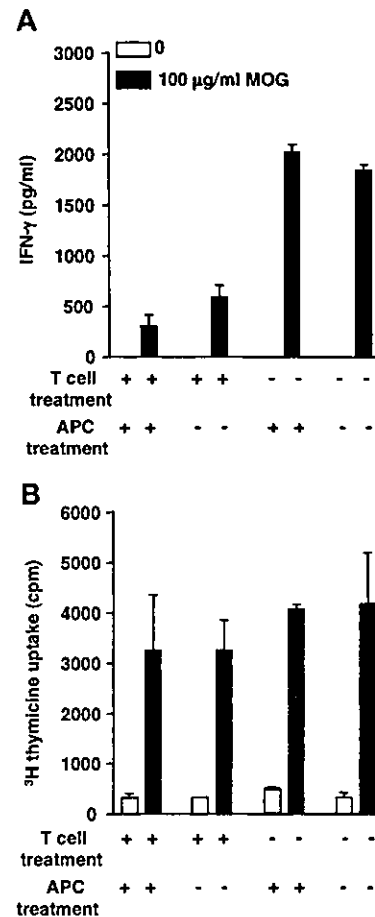 A
0
100 µg/ml MOG
3000
2500
2000
1500
1000
500
0
IFN-γ (pg/ml)
T cell treatment + + + + - - - -
APC treatment + + - - + + - -
B
6000
5000
4000
3000
2000
1000
0
³H thymicine uptake (cpm)
T cell treatment + + + + - - - -
APC treatment + + - - + + - -